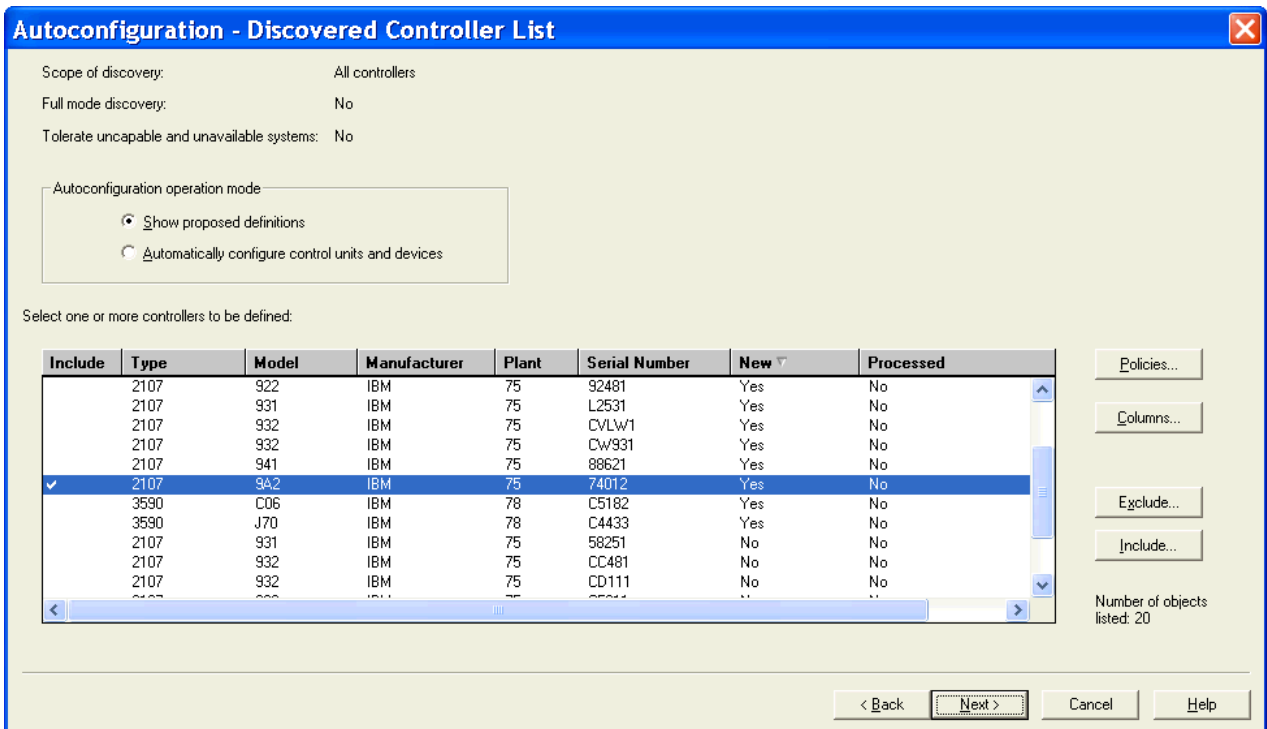 Autoconfiguration - Discovered Controller List
Scope of discovery: All controllers
Full mode discovery: No
Tolerate uncapable and unavailable systems: No
Autoconfiguration operation mode
Show proposed definitions
Automatically configure control units and devices
Select one or more controllers to be defined:
Include Type Model Manufacturer Plant Serial Number New Processed
2107 922 IBM 75 92481 Yes No
2107 931 IBM 75 L2531 Yes No
2107 932 IBM 75 CVLW1 Yes No
2107 932 IBM 75 CW931 Yes No
2107 941 IBM 75 88621 Yes No
2107 9A2 IBM 75 74012 Yes No
3590 C06 IBM 78 C5182 Yes No
3590 J70 IBM 78 C4433 Yes No
2107 931 IBM 75 58251 No No
2107 932 IBM 75 CC481 No No
2107 932 IBM 75 CD111 No No
Policies...
Columns...
Exclude...
Include...
Number of objects
listed: 20
< Back Next > Cancel Help